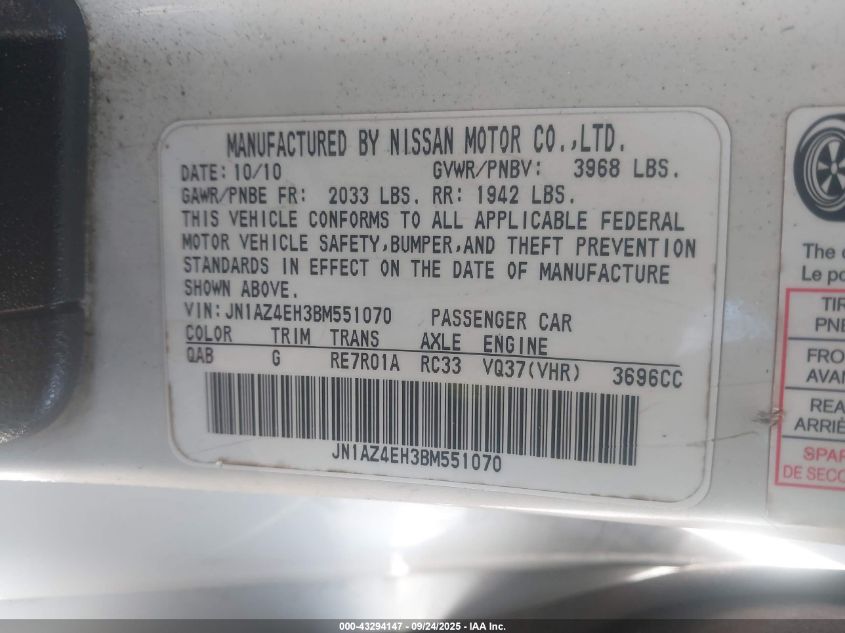 MANUFACTURED BY NISSAN MOTOR CO.,LTD.
DATE: 10/10 GVWR/PNBV: 3968 LBS.
GAWR/PNBE FR: 2033 LBS. RR: 1942 LBS.
THIS VEHICLE CONFORMS TO ALL APPLICABLE FEDERAL
MOTOR VEHICLE SAFETY,BUMPER,AND THEFT PREVENTION
STANDARDS IN EFFECT ON THE DATE OF MANUFACTURE
SHOWN ABOVE.
VIN:JN1AZ4EH3BM551070 PASSENGER CAR
COLOR TRIM TRANS AXLE ENGINE
QAB G RE7R01A RC33 VQ37(VHR) 3696CC
JN1AZ4EH3BM551070
The
Le
TIR
PNE
FRO
AVAN
REA
ARRIÈ
SPAR
DE SECO
000-43294147 - 09/24/2025 - IAA Inc.